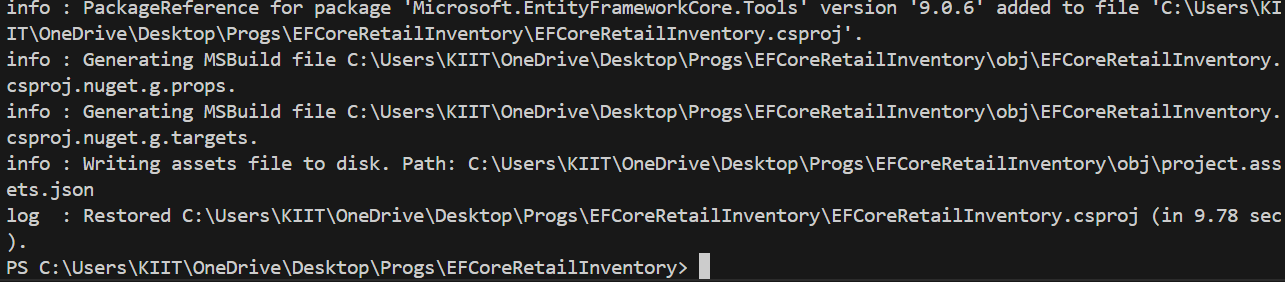 info : PackageReference for package 'Microsoft.EntityFrameworkCore.Tools' version '9.0.6' added to file 'C:\Users\KI
IT\OneDrive\Desktop\Progs\EFCoreRetailInventory\EFCoreRetailInventory.csproj'.
info : Generating MSBuild file C:\Users\KIIT\OneDrive\Desktop\Progs\EFCoreRetailInventory\obj\EFCoreRetailInventory.
csproj.nuget.g.props.
info : Generating MSBuild file C:\Users\KIIT\OneDrive\Desktop\Progs\EFCoreRetailInventory\obj\EFCoreRetailInventory.
csproj.nuget.g.targets.
info : Writing assets file to disk. Path: C:\Users\KIIT\OneDrive\Desktop\Progs\EFCoreRetailInventory\obj\project.ass
ets.json
log  : Restored C:\Users\KIIT\OneDrive\Desktop\Progs\EFCoreRetailInventory\EFCoreRetailInventory.csproj (in 9.78 sec
).
PS C:\Users\KIIT\OneDrive\Desktop\Progs\EFCoreRetailInventory>